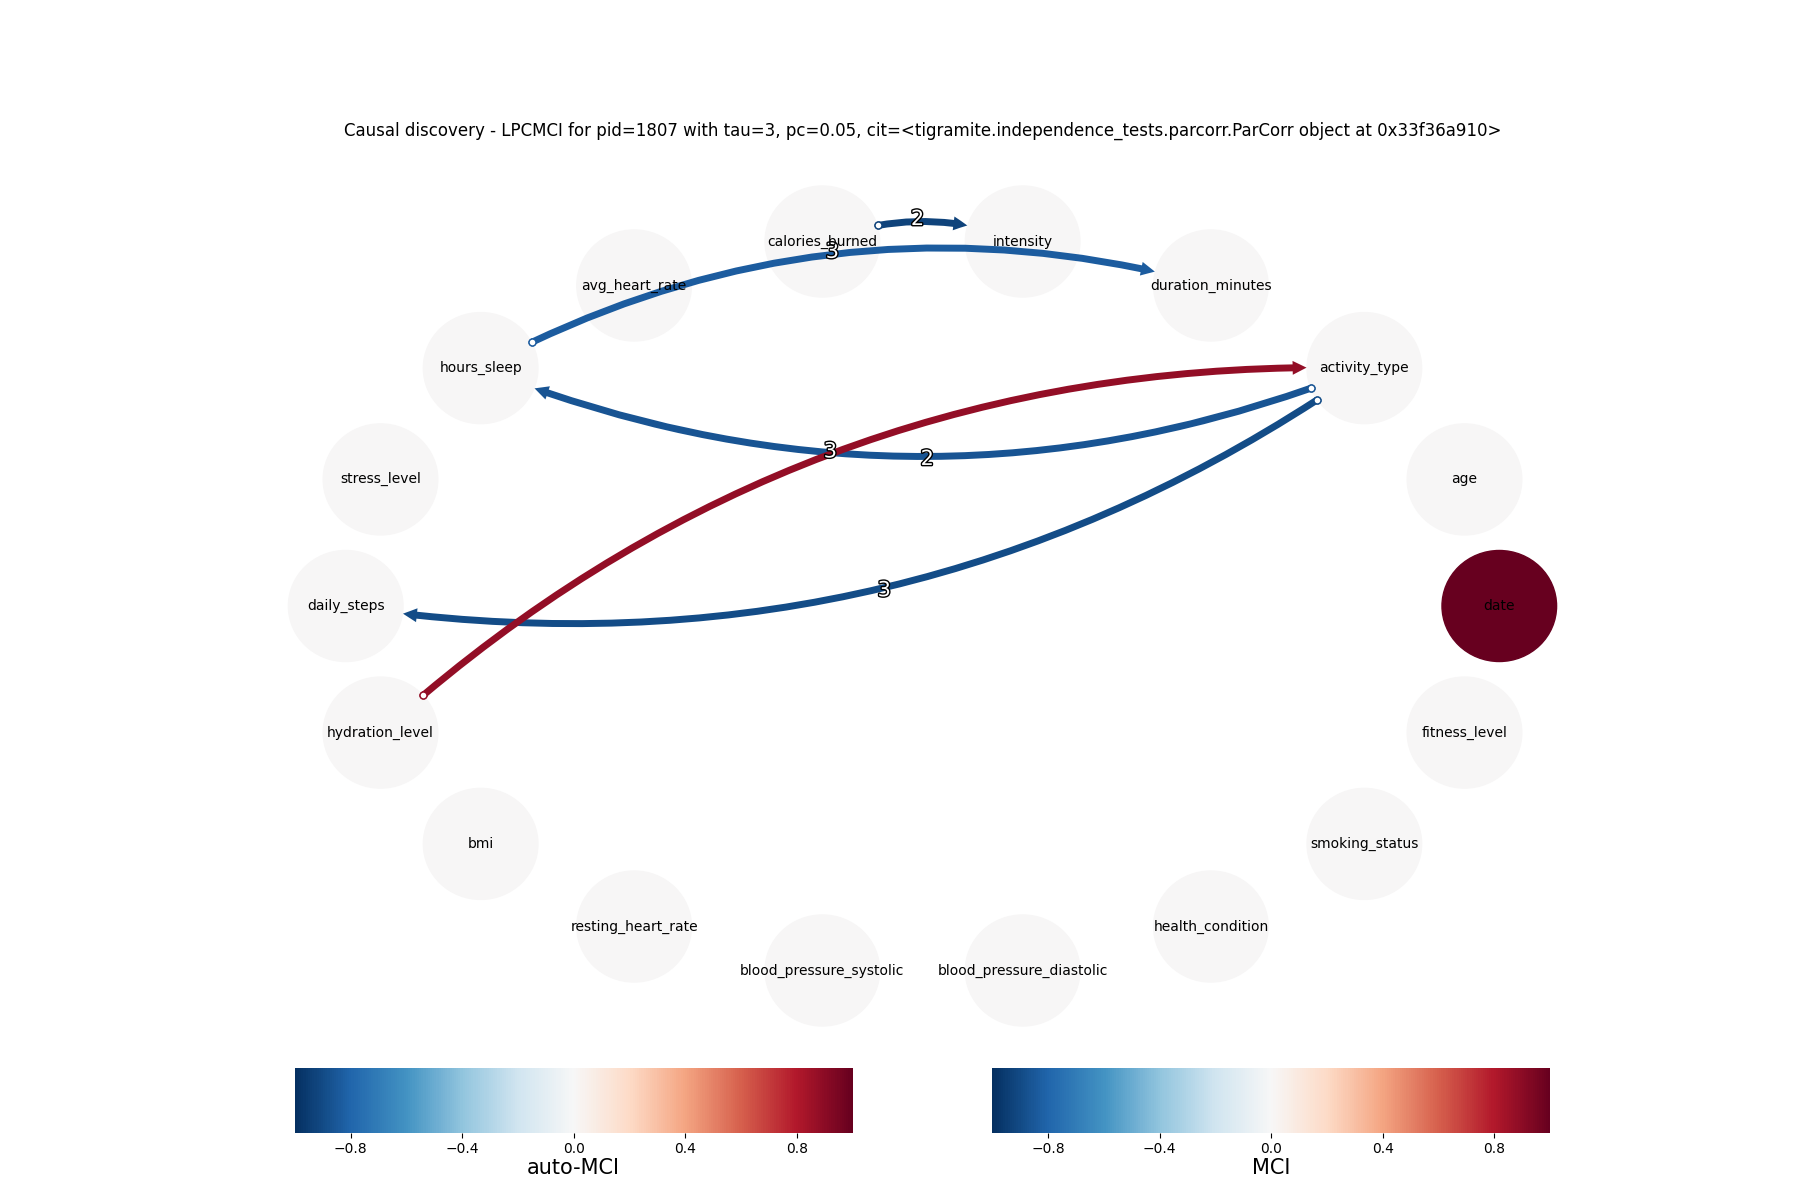 Causal discovery - LPCMCI for pid=1807 with tau=3, pc=0.05, cit=<tigramite.independence_tests.parcorr.ParCorr object at 0x33f36a910>
2
calories_burned
intensity
3
avg_heart_rate
duration_minutes
hours_sleep
activity_type
3
2
stress_level
age
3
daily_steps
date
hydration_level
fitness_level
bmi
smoking_status
resting_heart_rate
health_condition
blood_pressure_systolic
blood_pressure_diastolic
−0.8 −0.4 0.0 0.4 0.8
auto-MCI
−0.8 −0.4 0.0 0.4 0.8
MCI